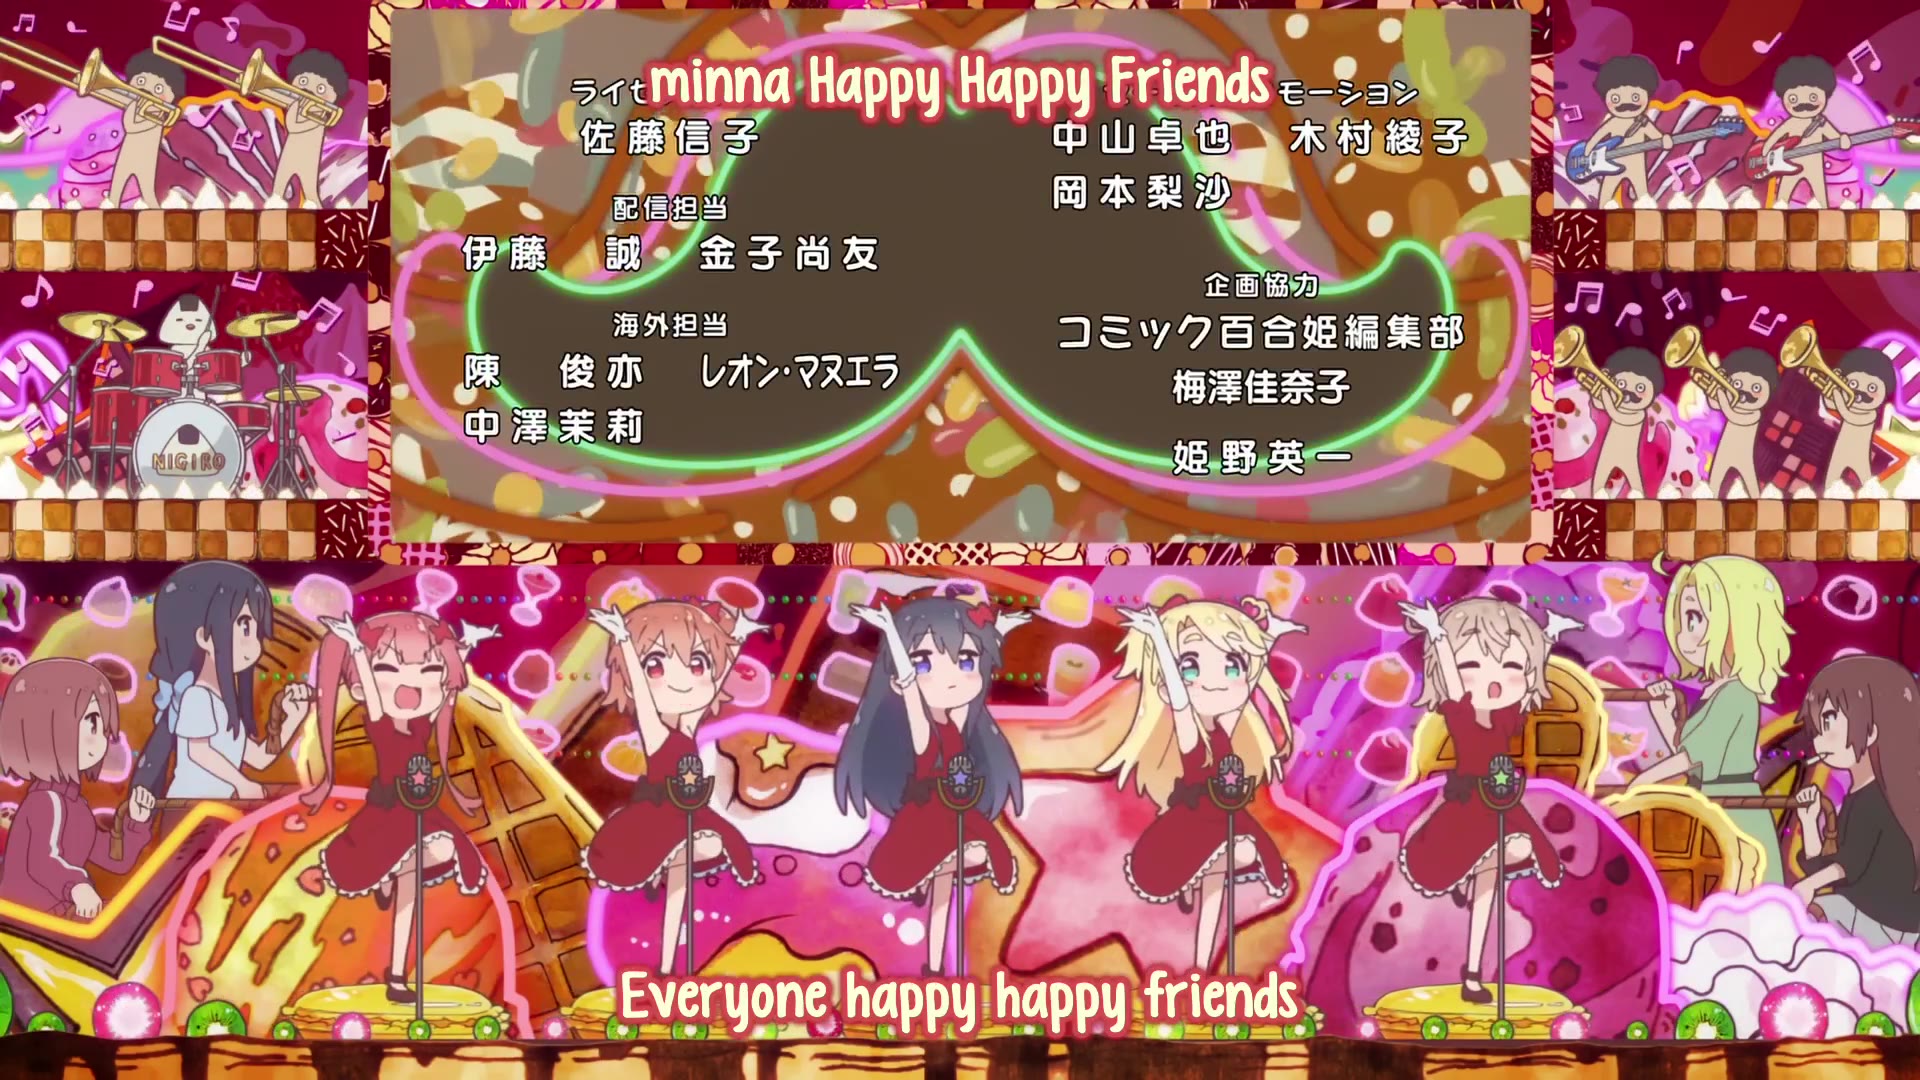 minna Happy Happy Friends
ライセ
モーション
佐藤信子
中山卓也 木村綾子
岡本梨沙
配信担当
伊藤 誠 金子尚友
海外担当
陳 俊亦 レオン・マヌエラ
中澤茉莉
企画協力
コミック百合姫編集部
梅澤佳奈子
姫野英一
NIGIRO
Everyone happy happy friends